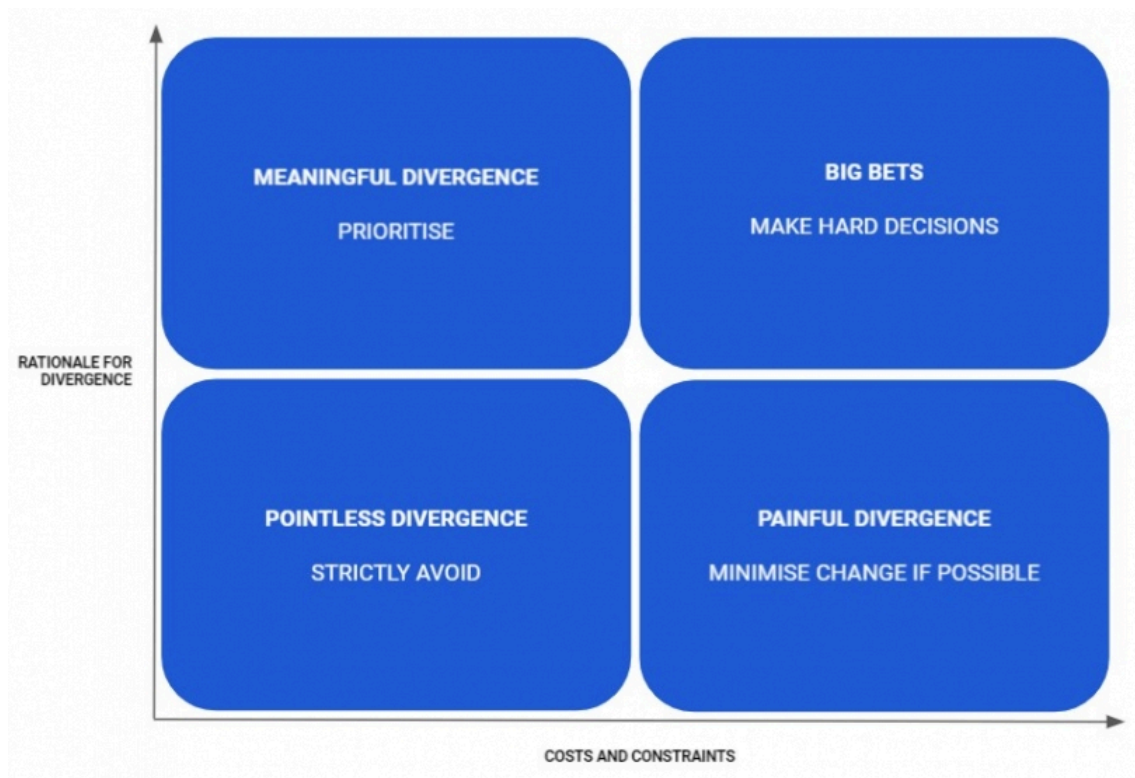 MEANINGFUL DIVERGENCE
PRIORITISE
BIG BETS
MAKE HARD DECISIONS
RATIONALE FOR
DIVERGENCE
POINTLESS DIVERGENCE
STRICTLY AVOID
PAINFUL DIVERGENCE
MINIMISE CHANGE IF POSSIBLE
COSTS AND CONSTRAINTS